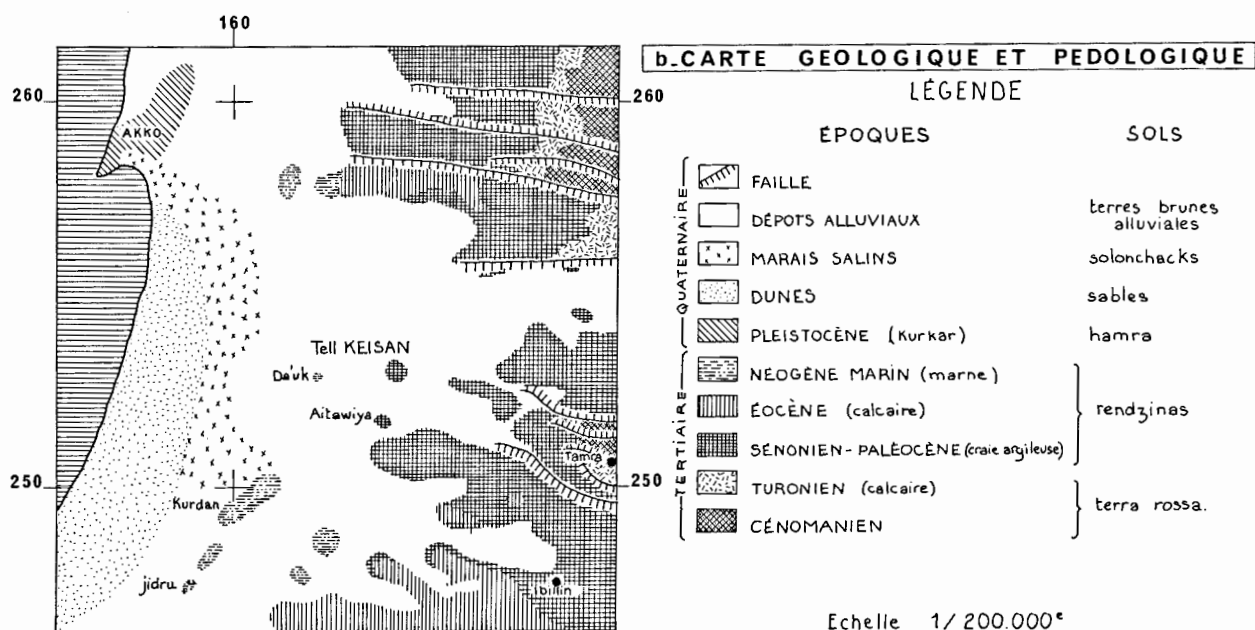 160
260
260
250
250
AKKO
Tell KEISAN
Da'uk
Aitawiya
Tamra
Kurdan
jidru
Ibillin
b_CARTE GEOLOGIQUE ET PEDOLOGIQUE
LÉGENDE
ÉPOQUES SOLS
QUATERNAIRE
FAILLE
DÉPOTS ALLUVIAUX terres brunes
alluviales
MARAIS SALINS solonchacks
DUNES sables
PLEISTOCÈNE (Kurkar) hamra
TERTIAIRE
NÉOGÈNE MARIN (marne)
ÉOCÈNE (calcaire) rendzinas
SÉNONIEN-PALÉOCÈNE (craie argileuse)
TURONIEN (calcaire)
terra rossa.
CÉNOMANIEN
Echelle 1/200.000e